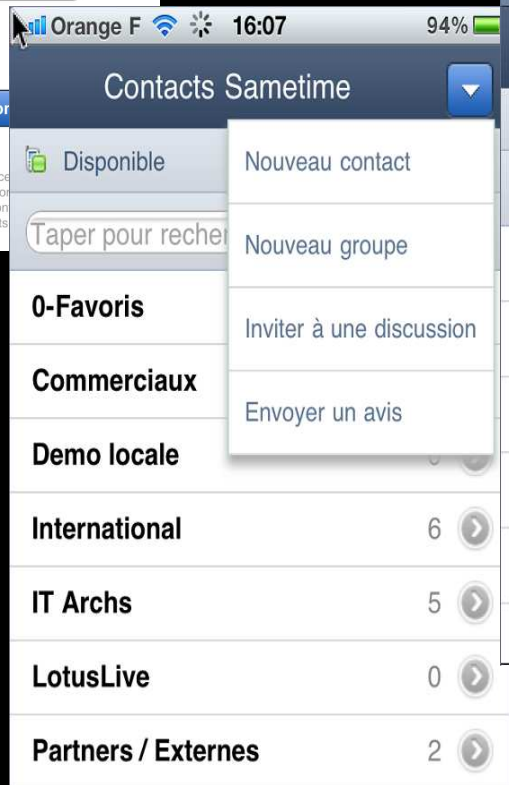 Orange F 16:07 94%
Contacts Sametime
Disponible
Taper pour recher
Nouveau contact
Nouveau groupe
Inviter à une discussion
Envoyer un avis
0-Favoris
Commerciaux
Demo locale
International 6
IT Archs 5
LotusLive 0
Partners / Externes 2